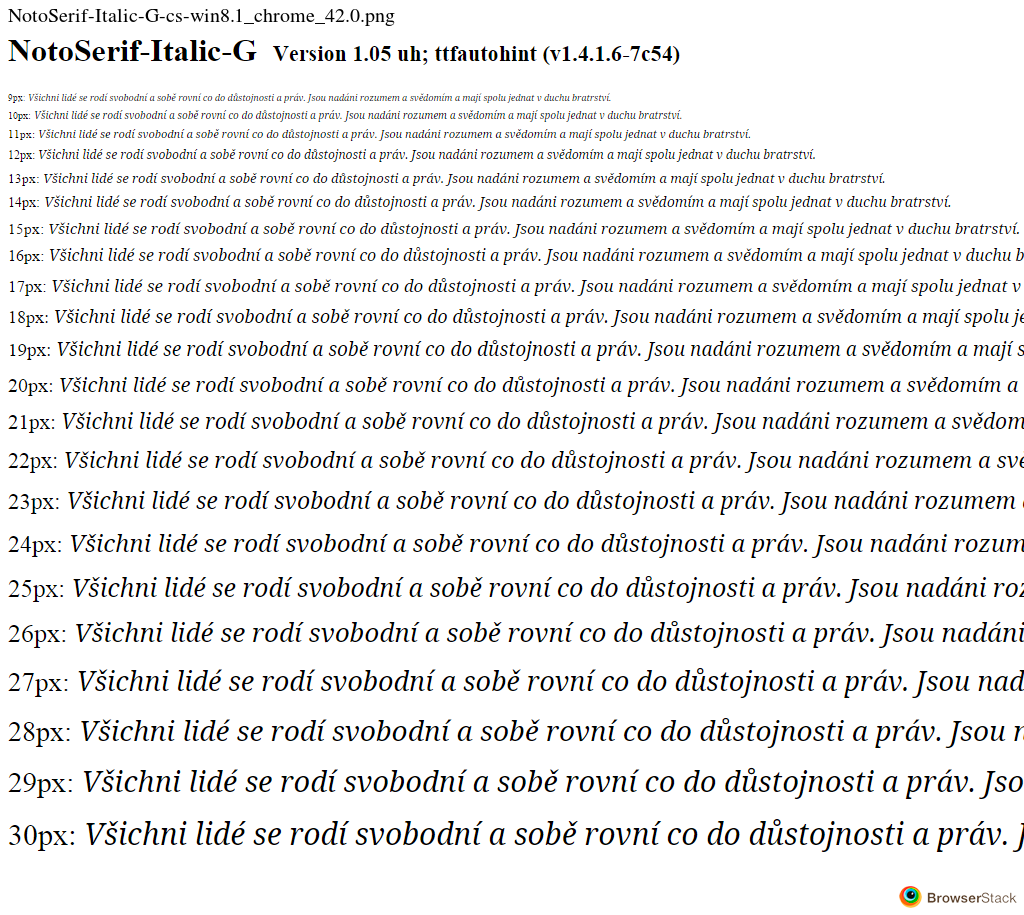 NotoSerif-Italic-G-cs-win8.1_chrome_42.0.png
NotoSerif-Italic-G Version 1.05 uh; ttfautohint (v1.4.1.6-7c54)
9px: Všichni lidé se rodí svobodní a sobě rovní co do důstojnosti a práv. Jsou nadáni rozumem a svědomím a mají spolu jednat v duchu bratrství.
10px: Všichni lidé se rodí svobodní a sobě rovní co do důstojnosti a práv. Jsou nadáni rozumem a svědomím a mají spolu jednat v duchu bratrství.
11px: Všichni lidé se rodí svobodní a sobě rovní co do důstojnosti a práv. Jsou nadáni rozumem a svědomím a mají spolu jednat v duchu bratrství.
12px: Všichni lidé se rodí svobodní a sobě rovní co do důstojnosti a práv. Jsou nadáni rozumem a svědomím a mají spolu jednat v duchu bratrství.
13px: Všichni lidé se rodí svobodní a sobě rovní co do důstojnosti a práv. Jsou nadáni rozumem a svědomím a mají spolu jednat v duchu bratrství.
14px: Všichni lidé se rodí svobodní a sobě rovní co do důstojnosti a práv. Jsou nadáni rozumem a svědomím a mají spolu jednat v duchu bratrství.
15px: Všichni lidé se rodí svobodní a sobě rovní co do důstojnosti a práv. Jsou nadáni rozumem a svědomím a mají spolu jednat v duchu bratrství.
16px: Všichni lidé se rodí svobodní a sobě rovní co do důstojnosti a práv. Jsou nadáni rozumem a svědomím a mají spolu jednat v duchu b
17px: Všichni lidé se rodí svobodní a sobě rovní co do důstojnosti a práv. Jsou nadáni rozumem a svědomím a mají spolu jednat v
18px: Všichni lidé se rodí svobodní a sobě rovní co do důstojnosti a práv. Jsou nadáni rozumem a svědomím a mají spolu je
19px: Všichni lidé se rodí svobodní a sobě rovní co do důstojnosti a práv. Jsou nadáni rozumem a svědomím a mají s
20px: Všichni lidé se rodí svobodní a sobě rovní co do důstojnosti a práv. Jsou nadáni rozumem a svědomím a
21px: Všichni lidé se rodí svobodní a sobě rovní co do důstojnosti a práv. Jsou nadáni rozumem a svědom
22px: Všichni lidé se rodí svobodní a sobě rovní co do důstojnosti a práv. Jsou nadáni rozumem a svě
23px: Všichni lidé se rodí svobodní a sobě rovní co do důstojnosti a práv. Jsou nadáni rozumem
24px: Všichni lidé se rodí svobodní a sobě rovní co do důstojnosti a práv. Jsou nadáni rozum
25px: Všichni lidé se rodí svobodní a sobě rovní co do důstojnosti a práv. Jsou nadáni roz
26px: Všichni lidé se rodí svobodní a sobě rovní co do důstojnosti a práv. Jsou nadáni
27px: Všichni lidé se rodí svobodní a sobě rovní co do důstojnosti a práv. Jsou nad
28px: Všichni lidé se rodí svobodní a sobě rovní co do důstojnosti a práv. Jsou n
29px: Všichni lidé se rodí svobodní a sobě rovní co do důstojnosti a práv. Jso
30px: Všichni lidé se rodí svobodní a sobě rovní co do důstojnosti a práv. J
BrowserStack